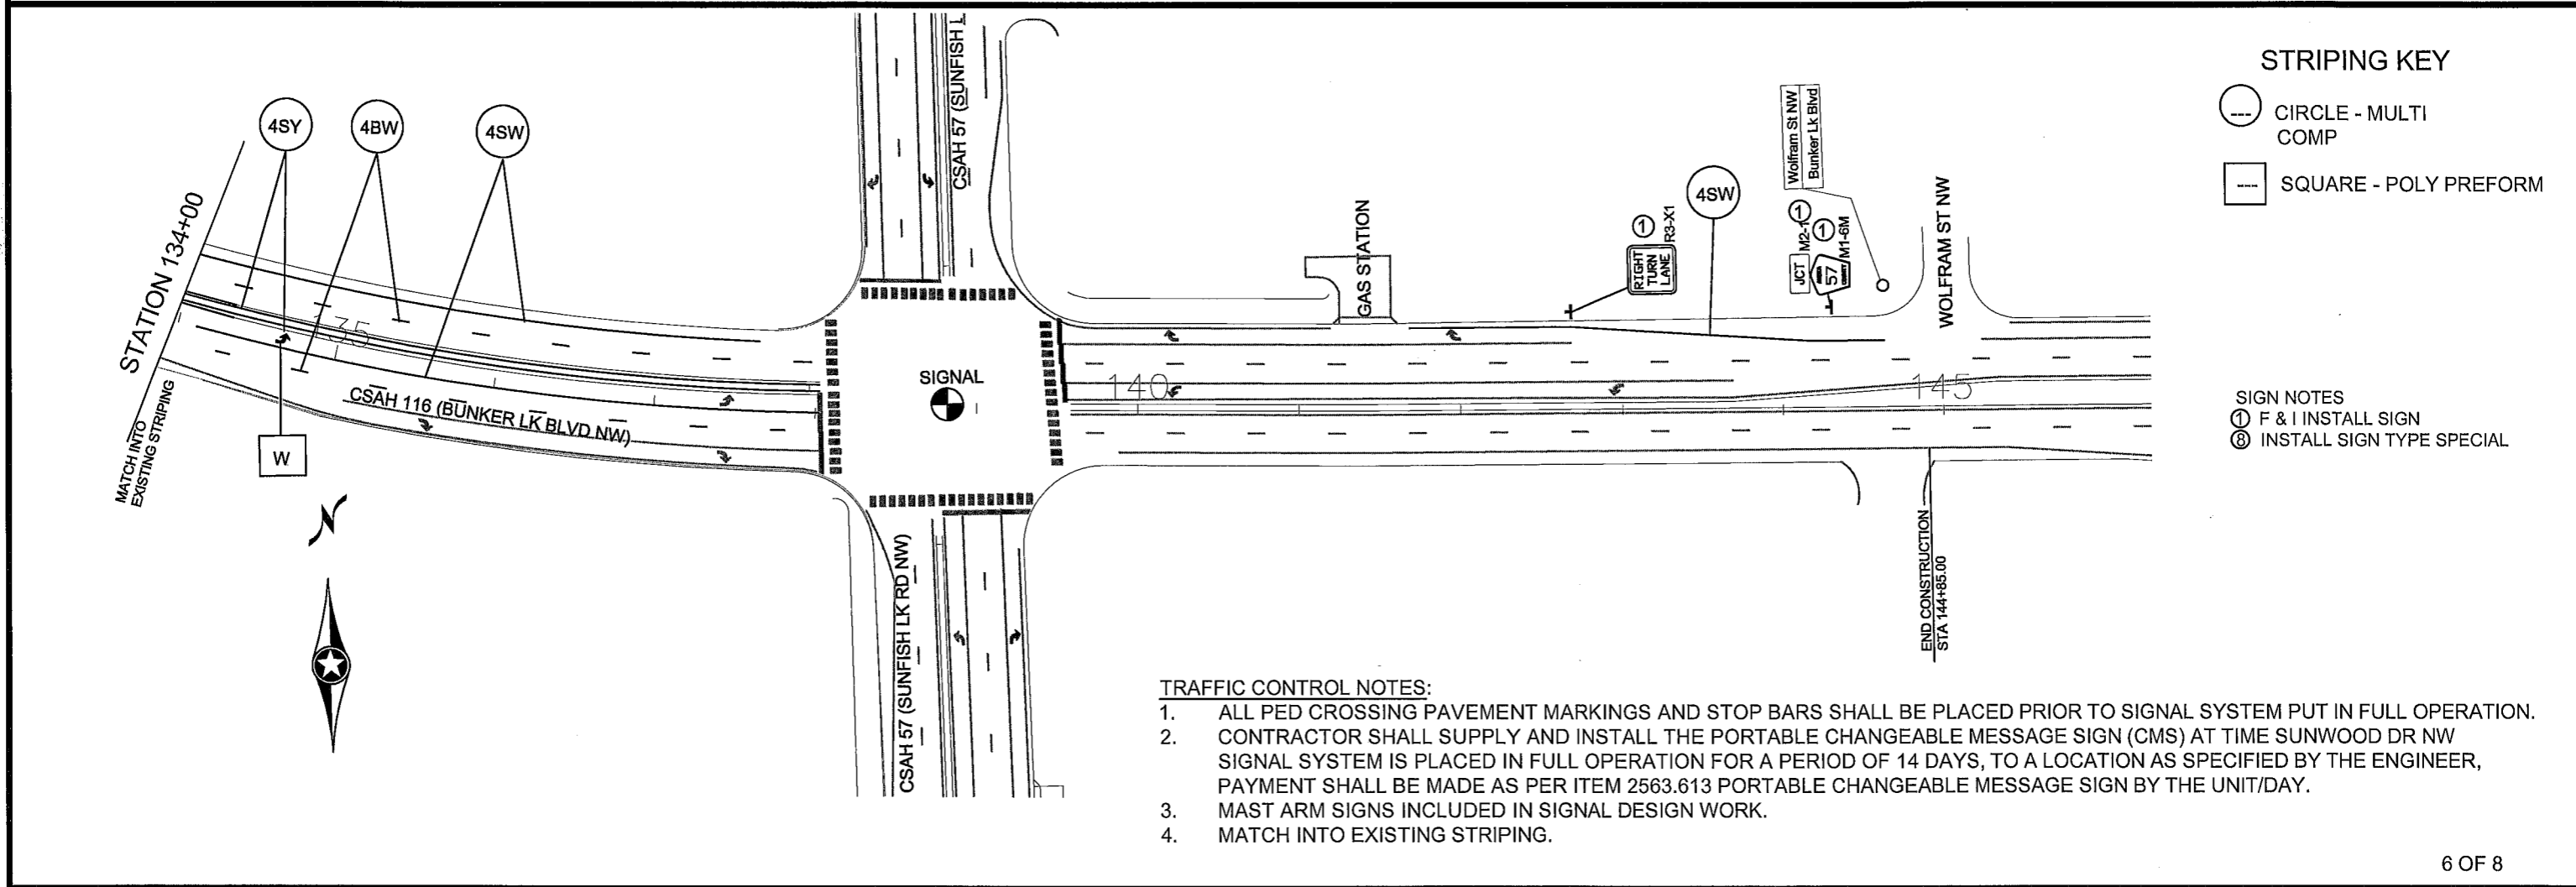 STRIPING KEY
CIRCLE - MULTI
COMP
SQUARE - POLY PREFORM
4SY
4BW
4SW
CSAH 57 (SUNFISH L
STATION 134+00
135
MATCH INTO
EXISTING STRIPING
W
CSAH 116 (BUNKER LK BLVD NW)
SIGNAL
N
GAS STATION
1
R3-X1
RIGHT
TURN
LANE
4SW
Wolfram St NW
Bunker Lk Blvd
1
M2-1
1
M1-6M
JCT
57
WOLFRAM ST NW
140
145
SIGN NOTES
1 F & I INSTALL SIGN
8 INSTALL SIGN TYPE SPECIAL
END CONSTRUCTION
STA 144+85.00
CSAH 57 (SUNFISH LK RD NW)
TRAFFIC CONTROL NOTES:
1. ALL PED CROSSING PAVEMENT MARKINGS AND STOP BARS SHALL BE PLACED PRIOR TO SIGNAL SYSTEM PUT IN FULL OPERATION.
2. CONTRACTOR SHALL SUPPLY AND INSTALL THE PORTABLE CHANGEABLE MESSAGE SIGN (CMS) AT TIME SUNWOOD DR NW
SIGNAL SYSTEM IS PLACED IN FULL OPERATION FOR A PERIOD OF 14 DAYS, TO A LOCATION AS SPECIFIED BY THE ENGINEER,
PAYMENT SHALL BE MADE AS PER ITEM 2563.613 PORTABLE CHANGEABLE MESSAGE SIGN BY THE UNIT/DAY.
3. MAST ARM SIGNS INCLUDED IN SIGNAL DESIGN WORK.
4. MATCH INTO EXISTING STRIPING.
6 OF 8